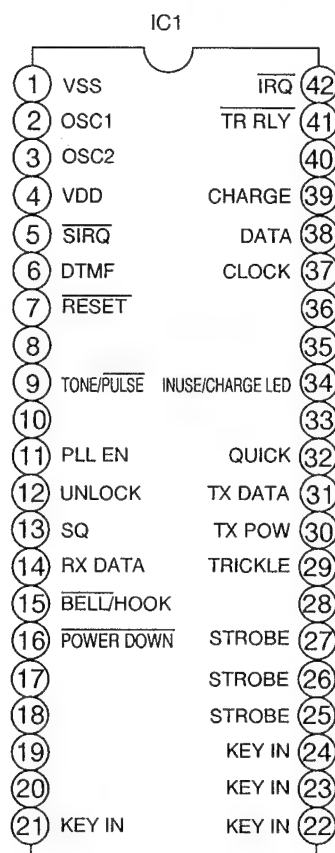 IC1
1 VSS IRQ 42
2 OSC1 TR RLY 41
3 OSC2 40
4 VDD CHARGE 39
5 SIRQ DATA 38
6 DTMF CLOCK 37
7 RESET 36
8 35
9 TONE/PULSE INUSE/CHARGE LED 34
10 33
11 PLL EN QUICK 32
12 UNLOCK TX DATA 31
13 SQ TX POW 30
14 RX DATA TRICKLE 29
15 BELL/HOOK 28
16 POWER DOWN STROBE 27
17 STROBE 26
18 STROBE 25
19 KEY IN 24
20 KEY IN 23
21 KEY IN KEY IN 22